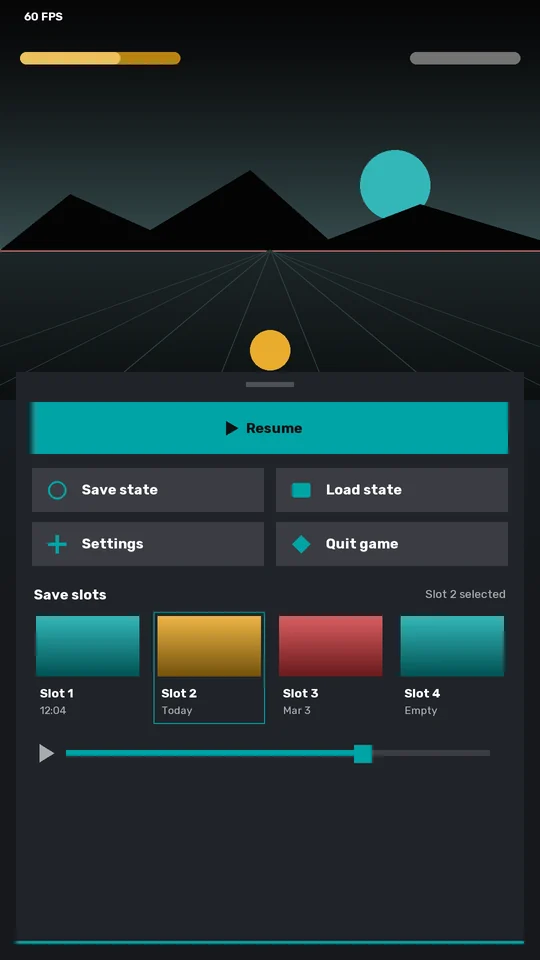 60 FPS
Resume
Save state
Load state
Settings
Quit game
Save slots
Slot 2 selected
Slot 1
12:04
Slot 2
Today
Slot 3
Mar 3
Slot 4
Empty